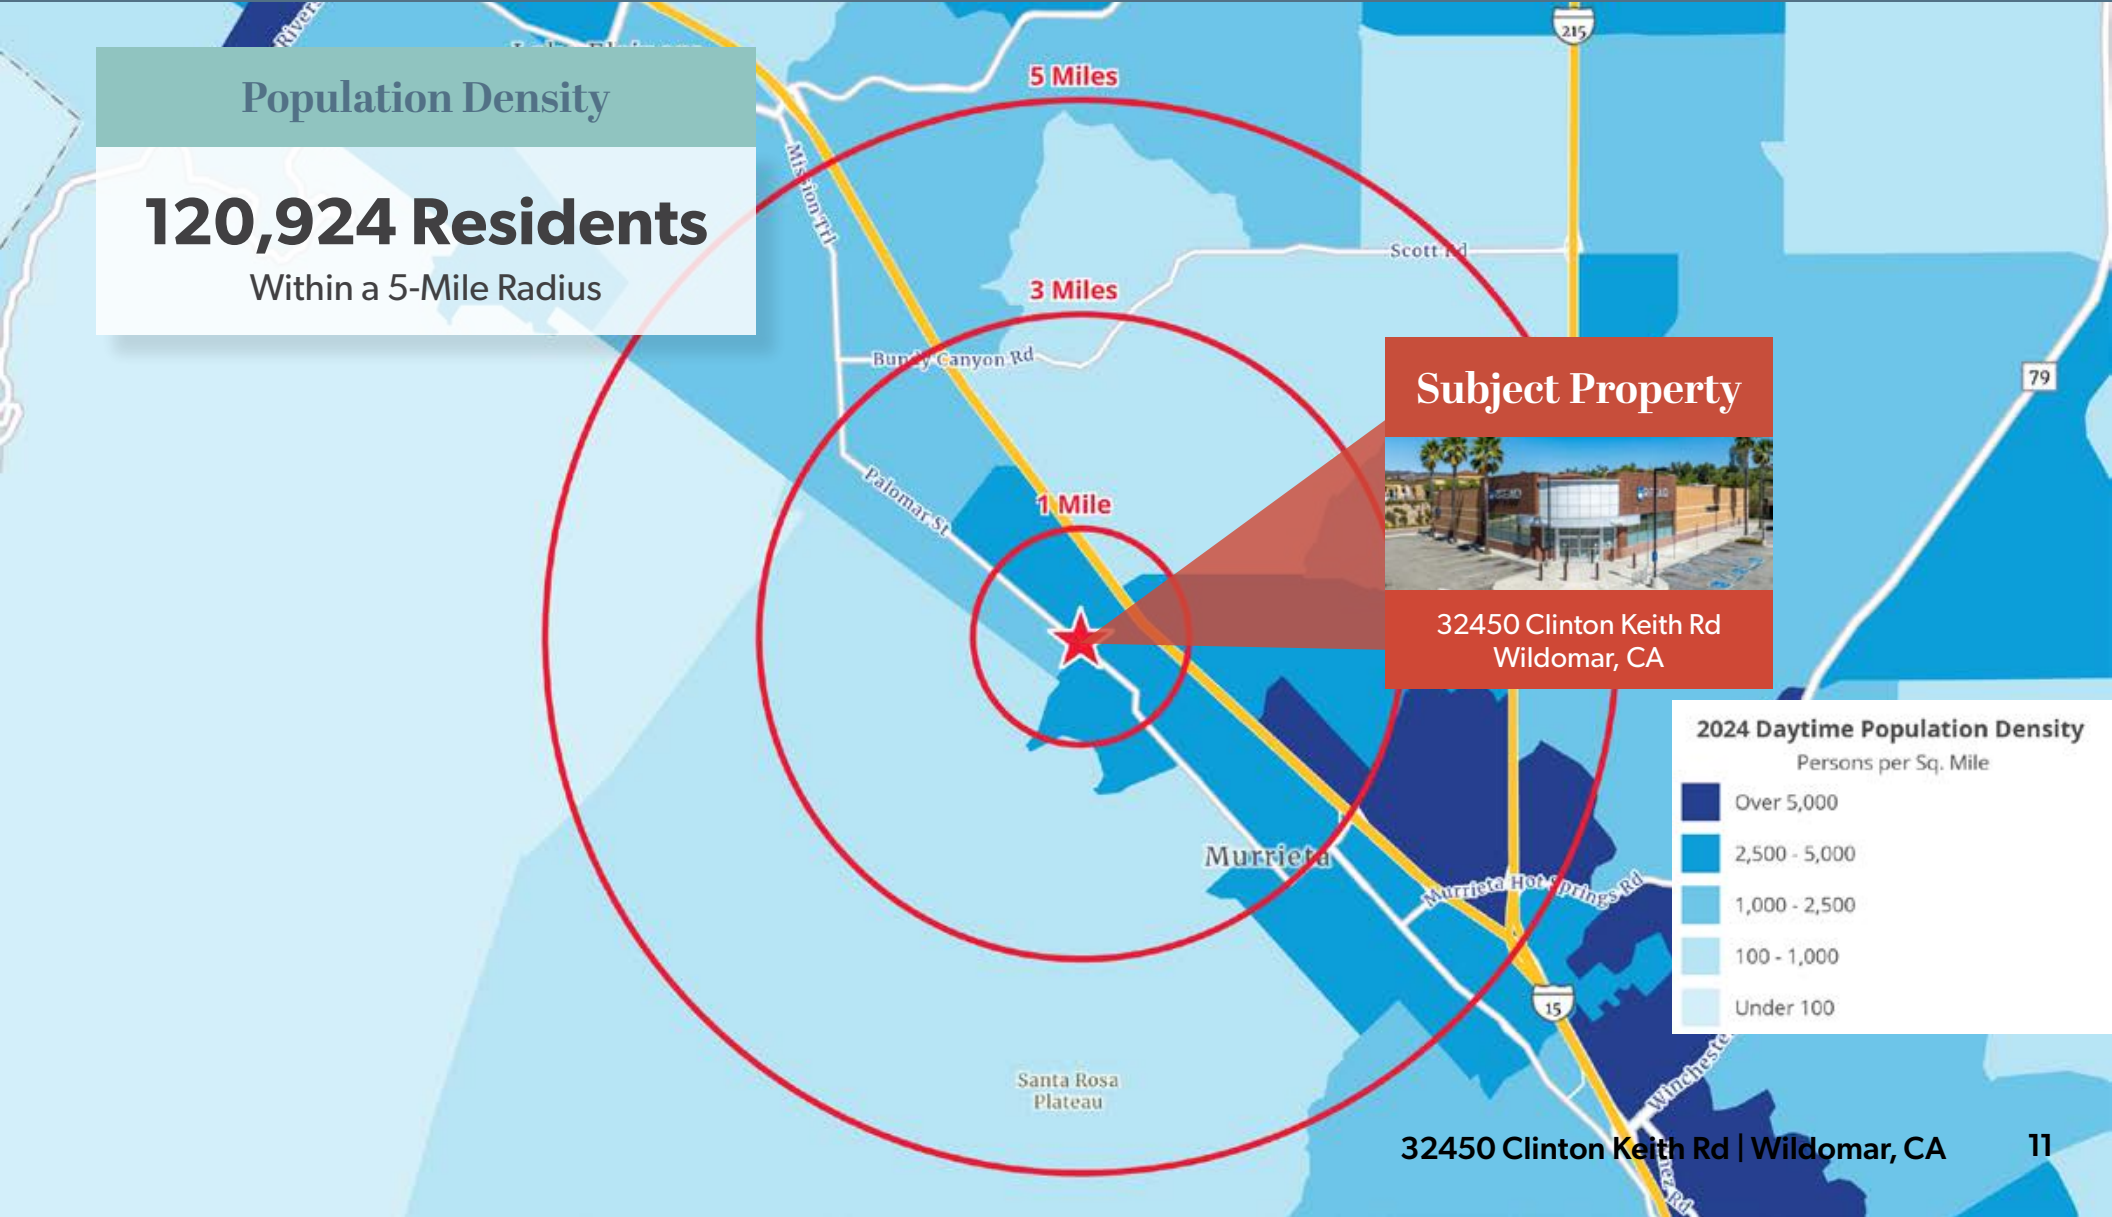 215
5 Miles
Population Density
120,924 Residents
Within a 5-Mile Radius
Mission Trl
Scott Rd
3 Miles
Bundy Canyon Rd
79
Subject Property
Palomar St
1 Mile
32450 Clinton Keith Rd
Wildomar, CA
2024 Daytime Population Density
Persons per Sq. Mile
Over 5,000
2,500 - 5,000
1,000 - 2,500
100 - 1,000
Under 100
Murrieta
Murrieta Hot Springs Rd
15
Santa Rosa
Plateau
32450 Clinton Keith Rd | Wildomar, CA
11